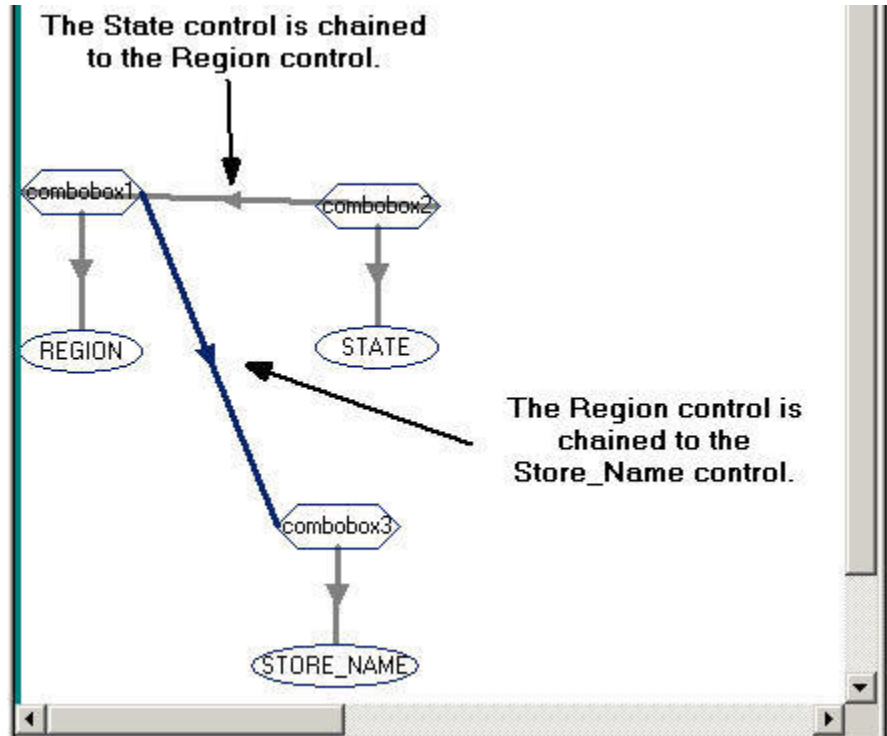 The State control is chained
to the Region control.
combobox1
combobox2
REGION
STATE
The Region control is
chained to the
Store_Name control.
combobox3
STORE_NAME